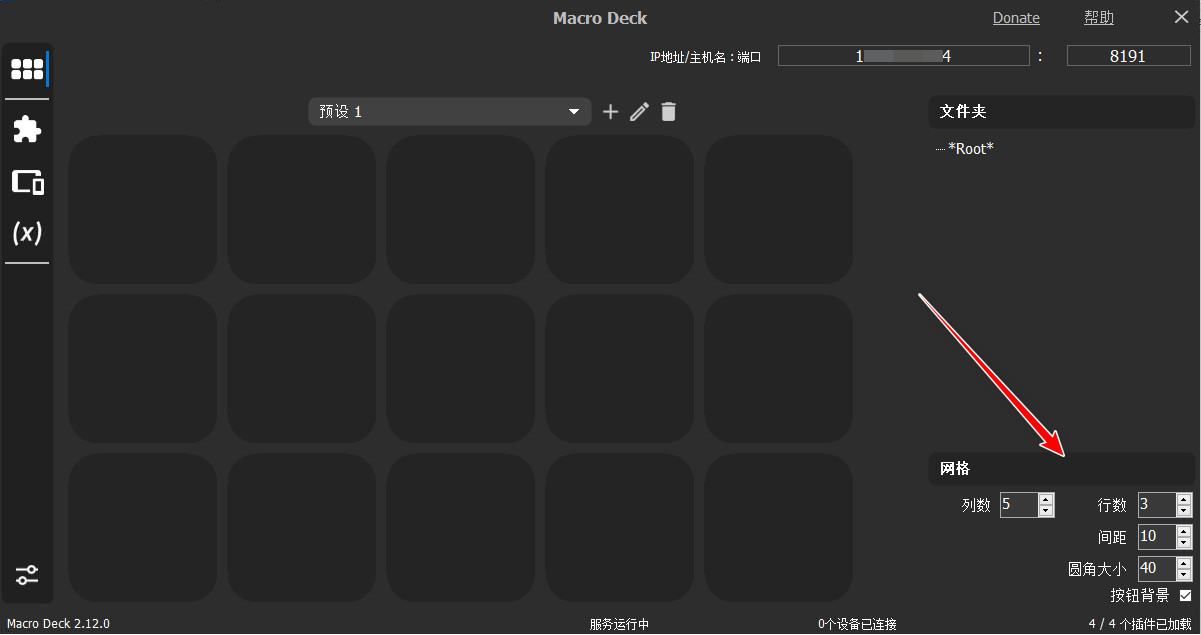 Macro Deck
Donate 帮助
IP地址/主机名 : 端口 1 4 : 8191
预设 1
文件夹
*Root*
(x)
网格
列数 5 行数 3
间距 10
圆角大小 40
按钮背景
Macro Deck 2.12.0 服务运行中 0个设备已连接 4 / 4 个插件已加载